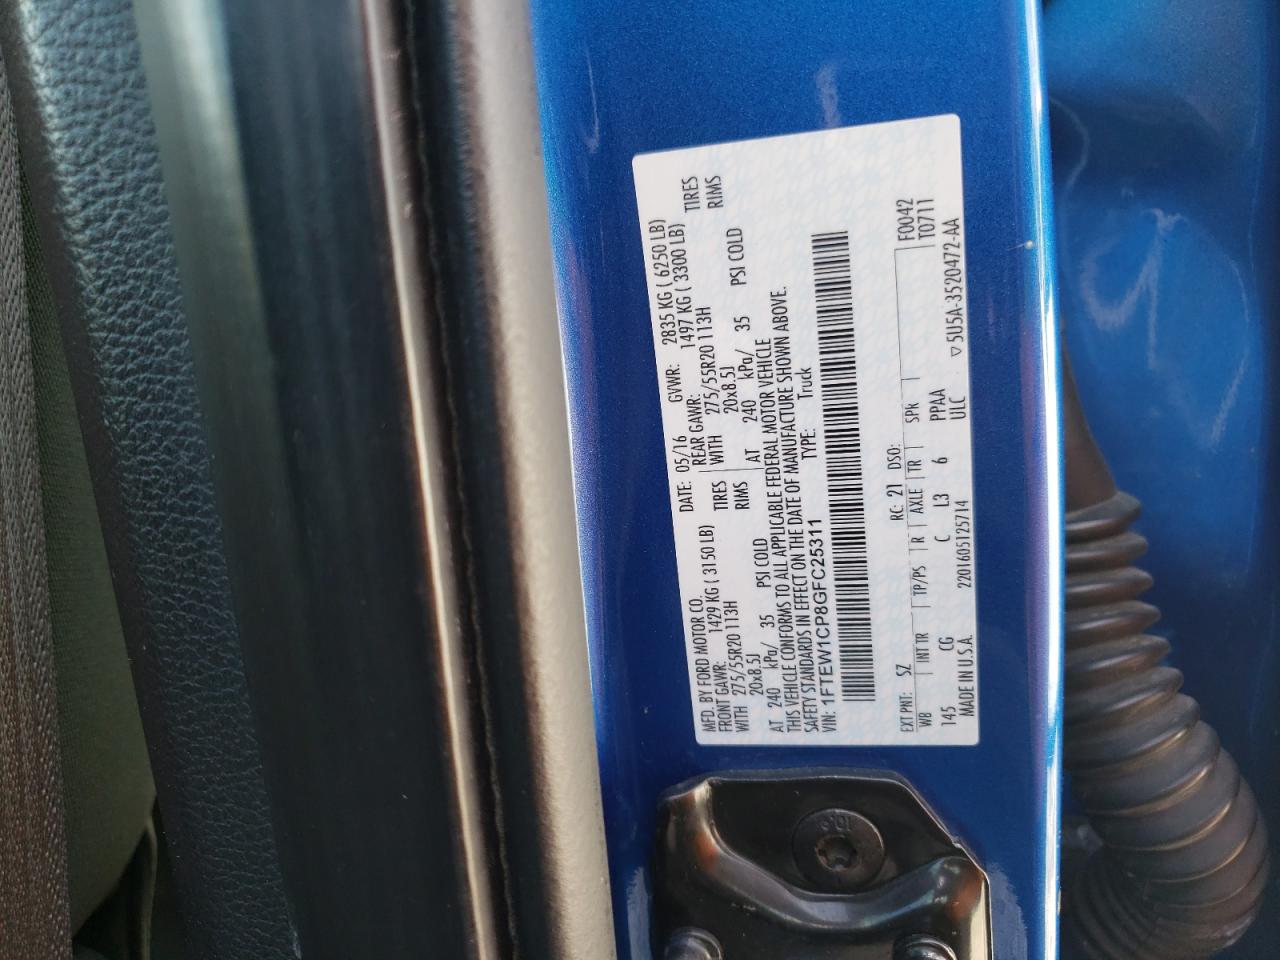 MFD. BY FORD MOTOR CO.
DATE: 05/16 GVWR: 2835 KG ( 6250 LB)
FRONT GAWR: 1429 KG ( 3150 LB) REAR GAWR: 1497 KG ( 3300 LB)
WITH 275/55R20 113H TIRES WITH 275/55R20 113H TIRES
20x8.5J RIMS 20x8.5J RIMS
AT 240 kPa/ 35 PSI COLD AT 240 kPa/ 35 PSI COLD
THIS VEHICLE CONFORMS TO ALL APPLICABLE FEDERAL MOTOR VEHICLE
SAFETY STANDARDS IN EFFECT ON THE DATE OF MANUFACTURE SHOWN ABOVE.
VIN: 1FTEW1CP8GFC25311 TYPE: Truck
EXT PNT: SZ RC: 21 DSO: F0042
WB INT TR TP/PS R AXLE TR SPR T0711
145 CG C L3 6 PPAA
ULC
MADE IN U.S.A. 2201605125714 ▽ 5U5A-3520472-AA
10.9